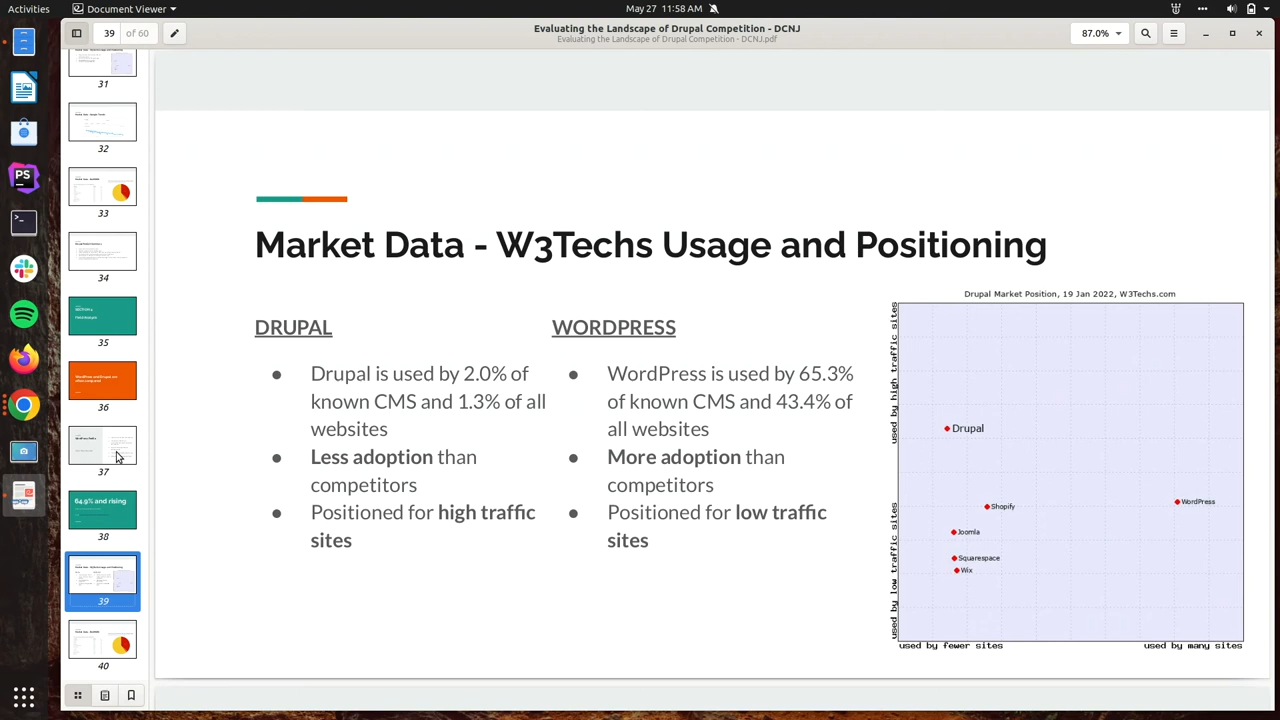 Activities
Document Viewer
May 27 11:58 AM
39
of 60
Evaluating the Landscape of Drupal Competition - DCNJ
Evaluating the Landscape of Drupal Competition - DCNJ.pdf
87.0%
31
32
33
34
35
36
37
64.9% and rising
38
39
40
PS
Market Data - W3Techs Usage and Positioning
DRUPAL
● Drupal is used by 2.0% of
known CMS and 1.3% of all
websites
● Less adoption than
competitors
● Positioned for high traffic
sites
WORDPRESS
● WordPress is used by 65.3%
of known CMS and 43.4% of
all websites
● More adoption than
competitors
● Positioned for low traffic
sites
Drupal Market Position, 19 Jan 2022, W3Techs.com
used by high traffic sites
used by low traffic sites
Drupal
WordPress
Shopify
Joomla
Squarespace
Wix
used by fewer sites
used by many sites